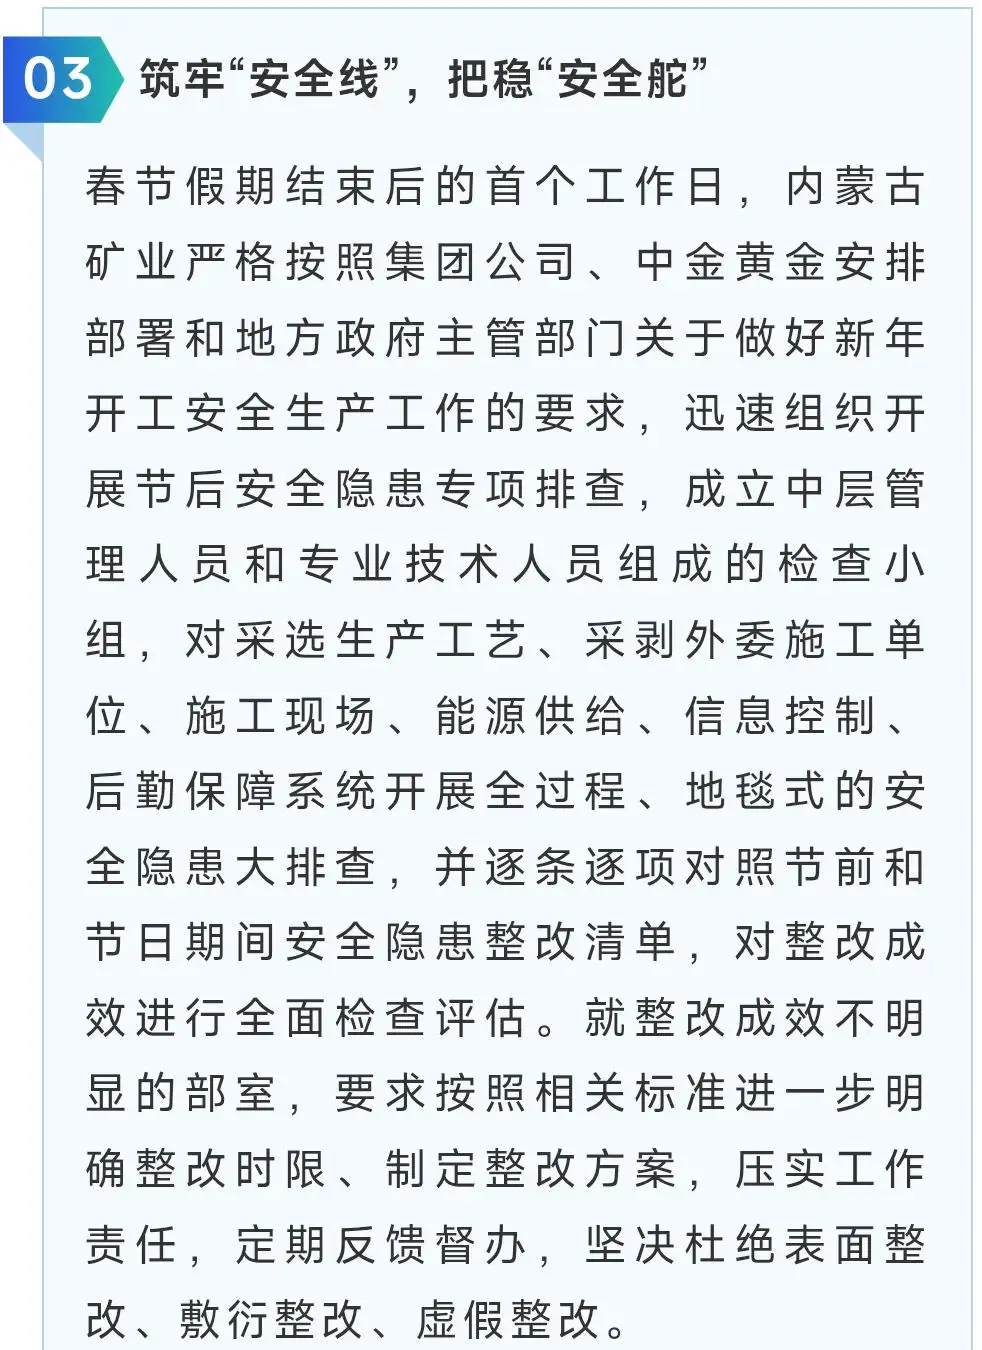 03 筑牢“安全线”，把稳“安全舵”
春节假期结束后的首个工作日，内蒙古
矿业严格按照集团公司、中金黄金安排
部署和地方政府主管部门关于做好新年
开工安全生产工作的要求，迅速组织开
展节后安全隐患专项排查，成立中层管
理人员和专业技术人员组成的检查小
组，对采选生产工艺、采剥外委施工单
位、施工现场、能源供给、信息控制、
后勤保障系统开展全过程、地毯式的安
全隐患大排查，并逐条逐项对照节前和
节日期间安全隐患整改清单，对整改成
效进行全面检查评估。就整改成效不明
显的部室，要求按照相关标准进一步明
确整改时限、制定整改方案，压实工作
责任，定期反馈督办，坚决杜绝表面整
改、敷衍整改、虚假整改。